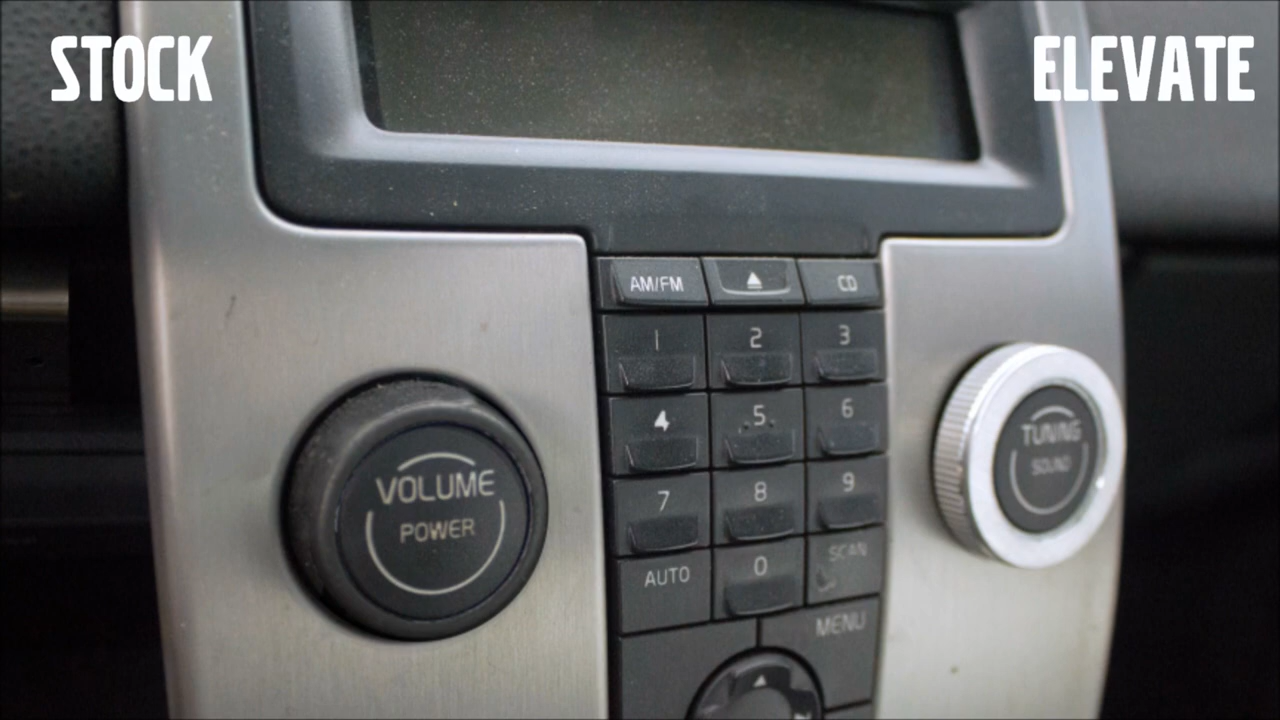 STOCK
ELEVATE
AM/FM
CD
1
2
3
4
5
6
7
8
9
AUTO
0
SCAN
MENU
VOLUME
POWER
TUNING
SOUND